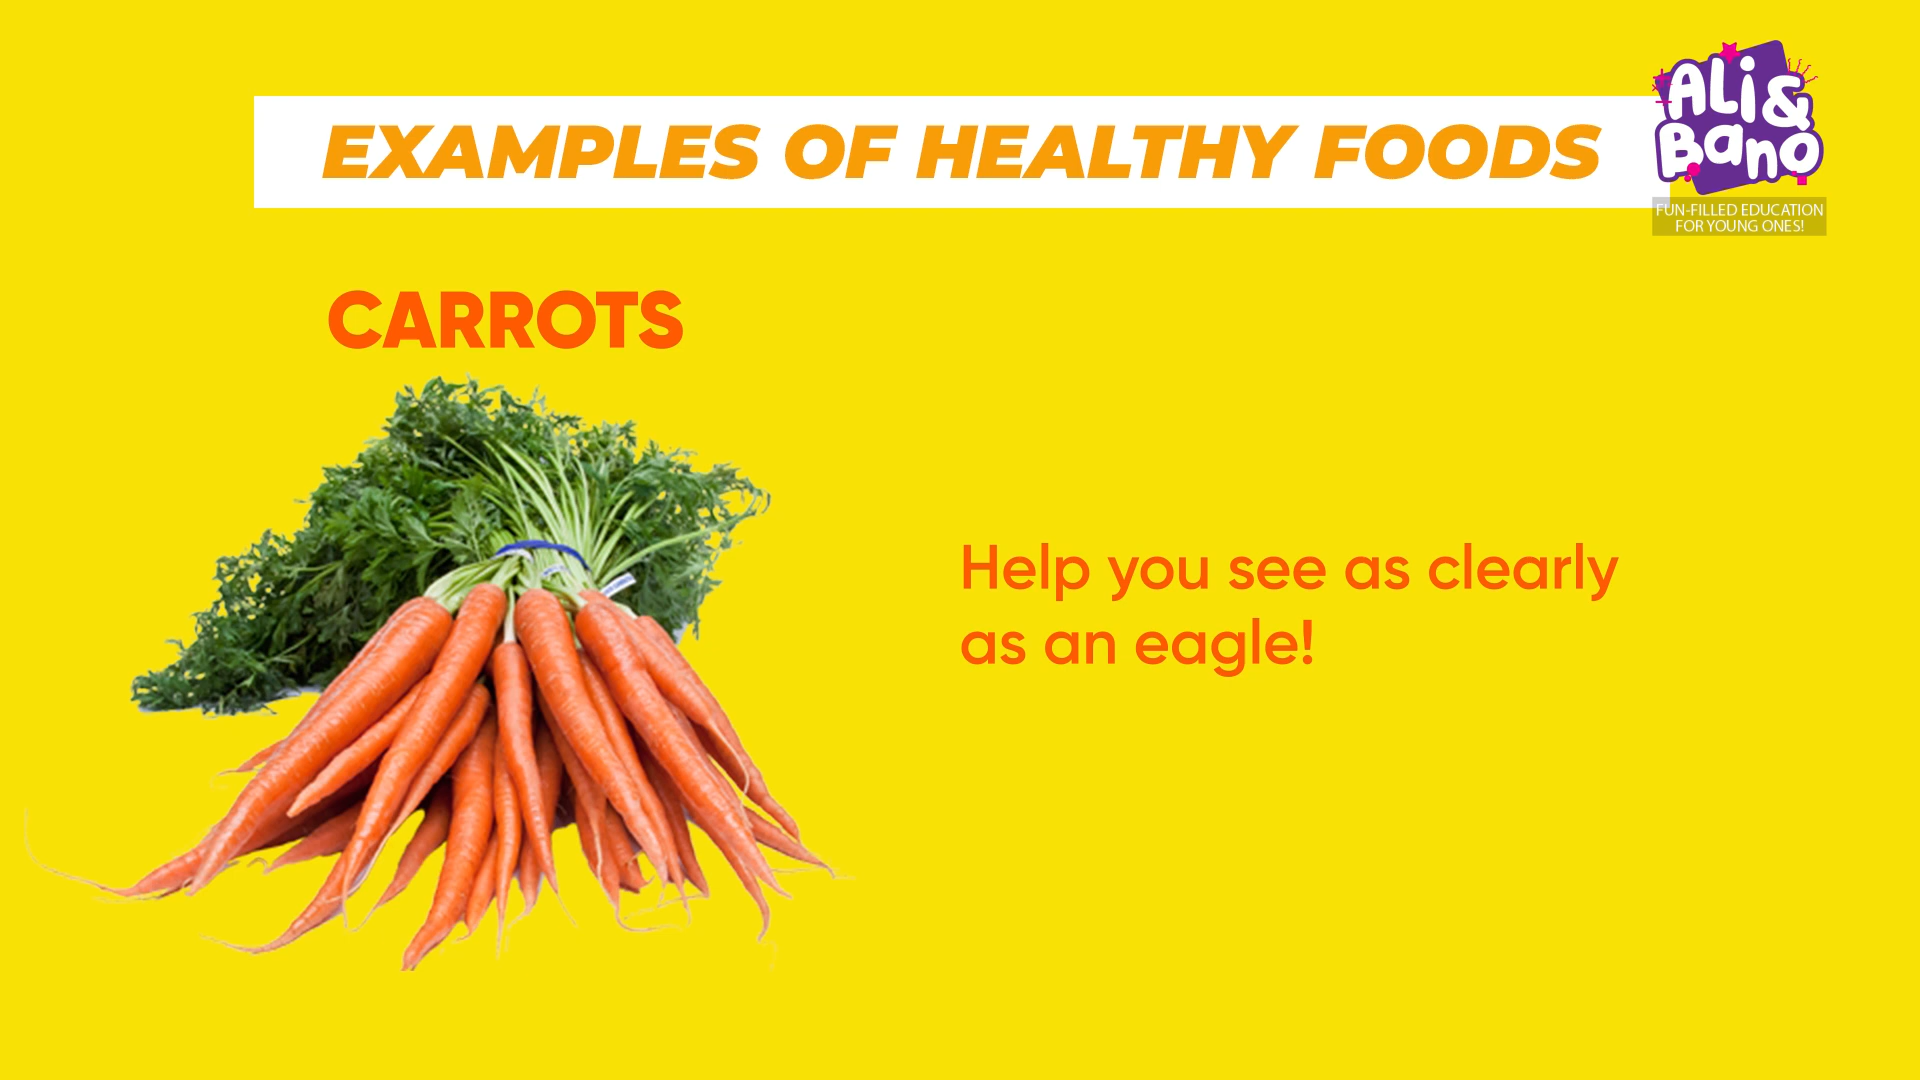 EXAMPLES OF HEALTHY FOODS
ALi &
Bano
FUN-FILLED EDUCATION
FOR YOUNG ONES!
CARROTS
Help you see as clearly
as an eagle!